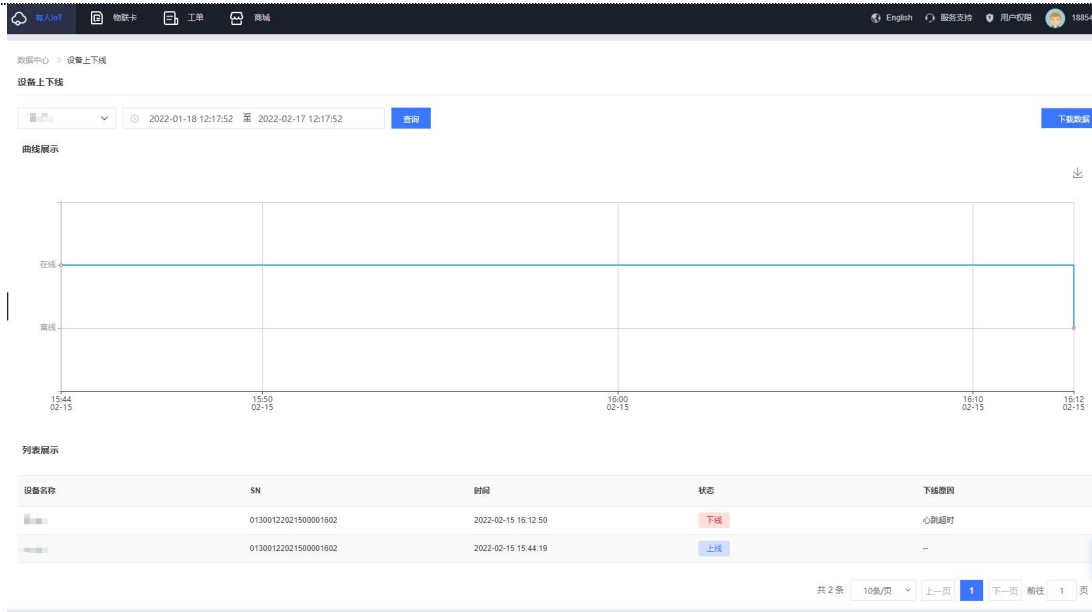 有人IoT 物联卡 工单 商城 English 服务支持 用户权限 18854
数据中心 > 设备上下线
设备上下线
2022-01-18 12:17:52 至 2022-02-17 12:17:52 查询 下载数据
曲线展示
在线
离线
15:44 15:50 16:00 16:10 16:12
02-15 02-15 02-15 02-15 02-15
列表展示
设备名称 SN 时间 状态 下线原因
01300122021500001602 2022-02-15 16:12:50 下线 心跳超时
01300122021500001602 2022-02-15 15:44:19 上线 --
共 2 条 10条/页 上一页 1 下一页 前往 1 页